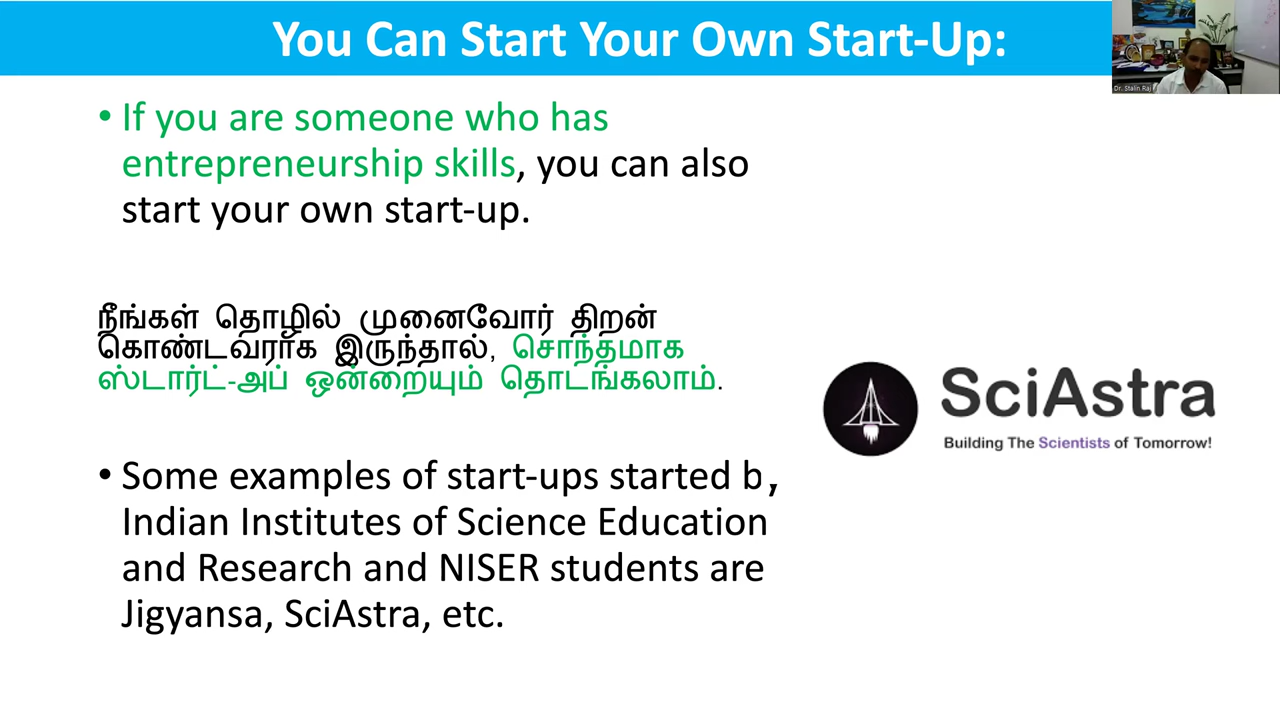 You Can Start Your Own Start-Up:
Dr. Stalin Raj
• If you are someone who has
entrepreneurship skills, you can also
start your own start-up.
நீங்கள் தொழில் முனைவோர் திறன்
கொண்டவராக இருந்தால், சொந்தமாக
ஸ்டார்ட்-அப் ஒன்றையும் தொடங்கலாம்.
SciAstra
Building The Scientists of Tomorrow!
• Some examples of start-ups started b,
Indian Institutes of Science Education
and Research and NISER students are
Jigyansa, SciAstra, etc.